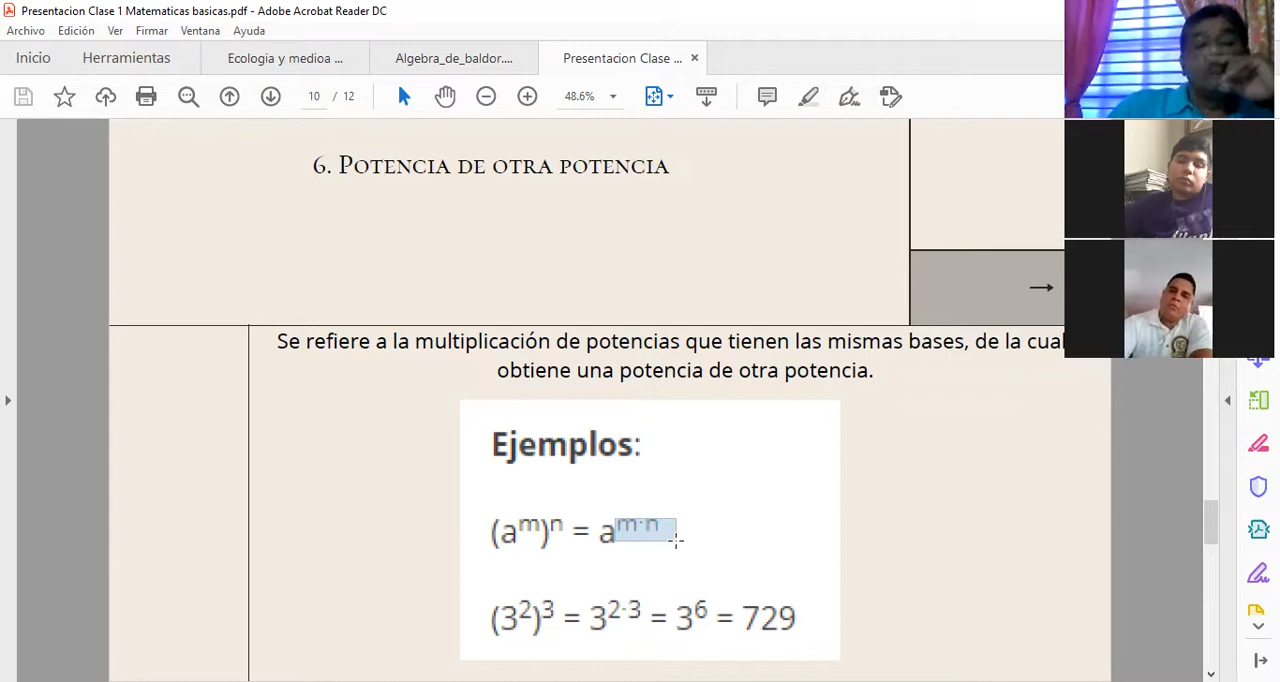 Presentacion Clase 1 Matematicas basicas.pdf - Adobe Acrobat Reader DC
Archivo Edición Ver Firmar Ventana Ayuda
Inicio Herramientas Ecologia y medioa ... Algebra_de_baldor.... Presentacion Clase ... ×
10 / 12 48.6%
6. Potencia de otra potencia
→
Se refiere a la multiplicación de potencias que tienen las mismas bases, de la cual
obtiene una potencia de otra potencia.
Ejemplos:
(aᵐ)ⁿ = aᵐ·ⁿ
(3²)³ = 3²·³ = 3⁶ = 729